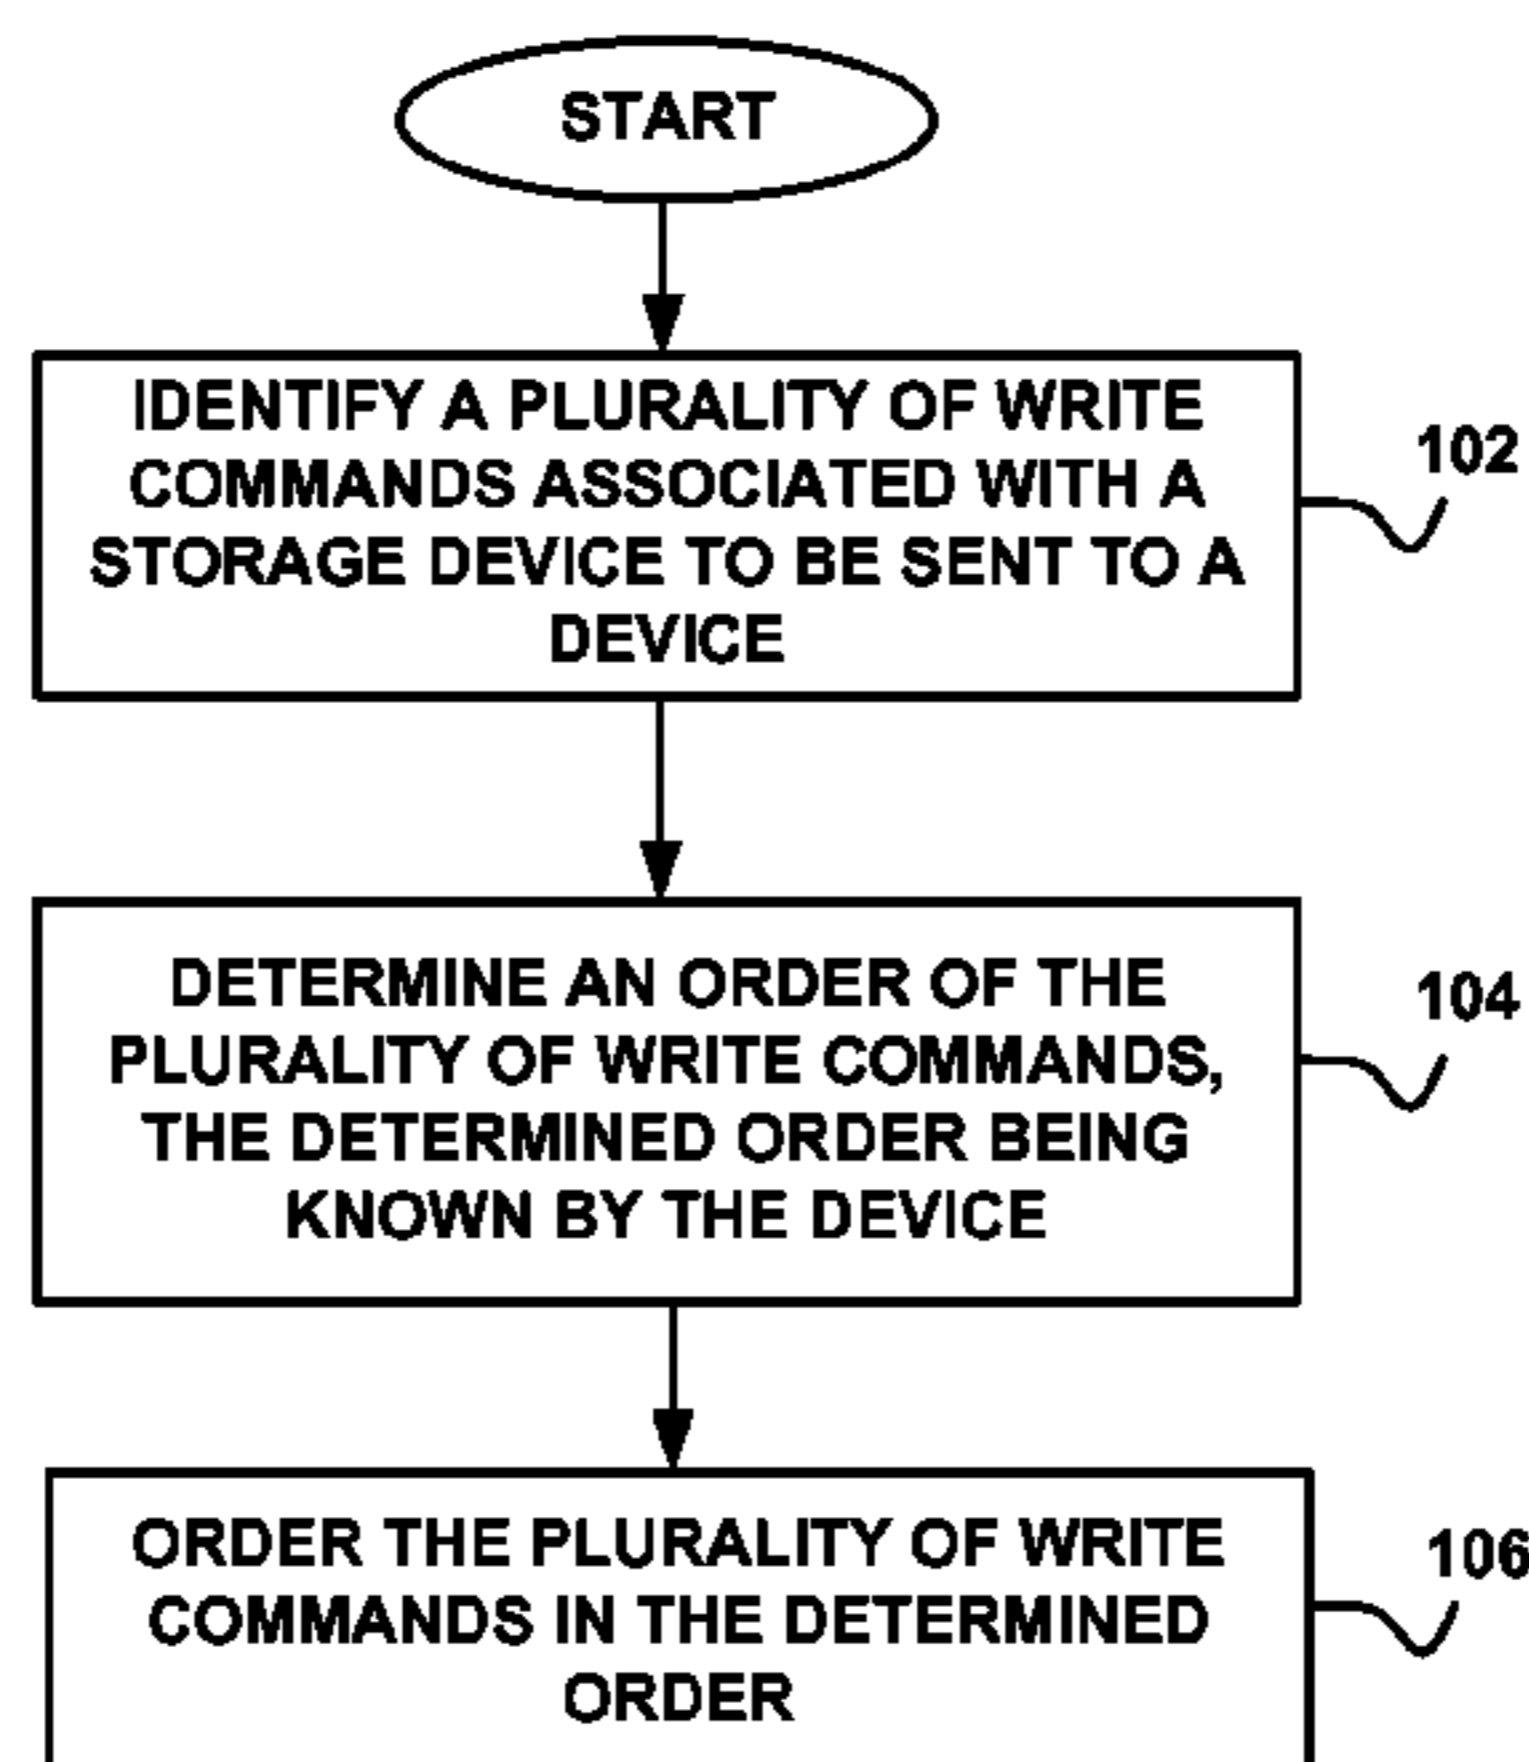 START
IDENTIFY A PLURALITY OF WRITE
COMMANDS ASSOCIATED WITH A
STORAGE DEVICE TO BE SENT TO A
DEVICE
102
DETERMINE AN ORDER OF THE
PLURALITY OF WRITE COMMANDS,
THE DETERMINED ORDER BEING
KNOWN BY THE DEVICE
104
ORDER THE PLURALITY OF WRITE
COMMANDS IN THE DETERMINED
ORDER
106